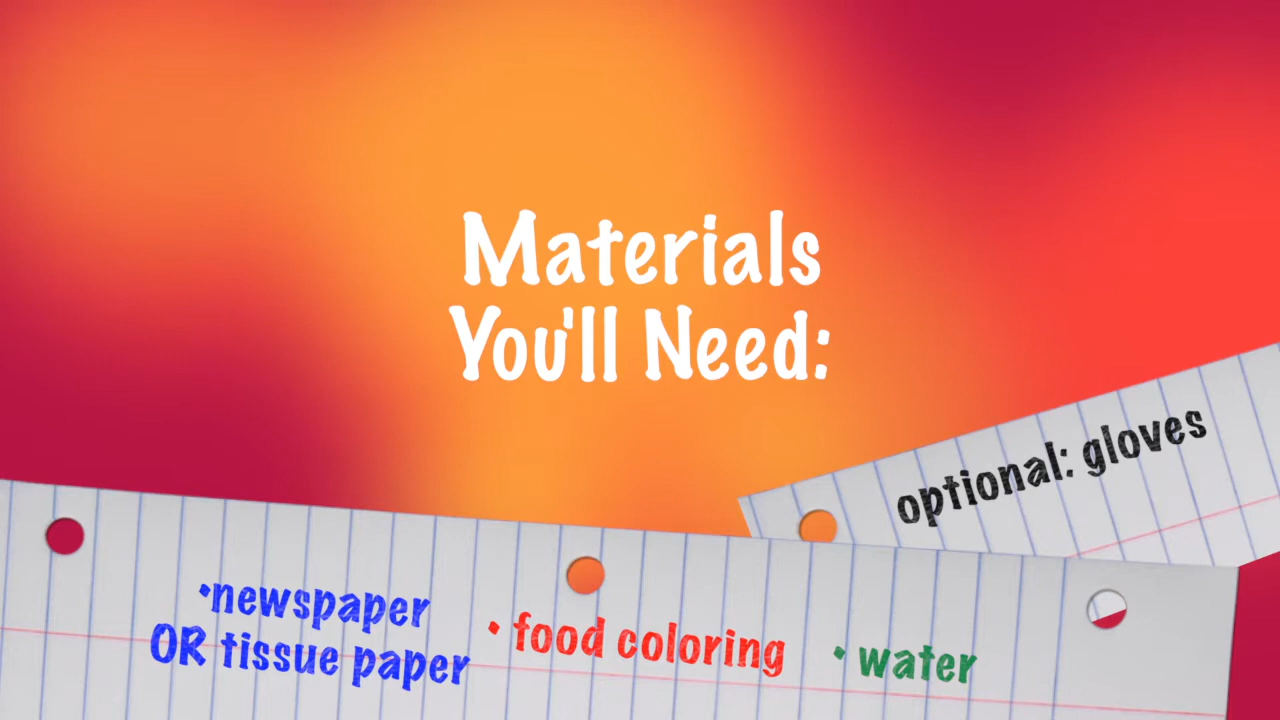 Materials
You'll Need:
optional: gloves
•newspaper
OR tissue paper
• food coloring
• water